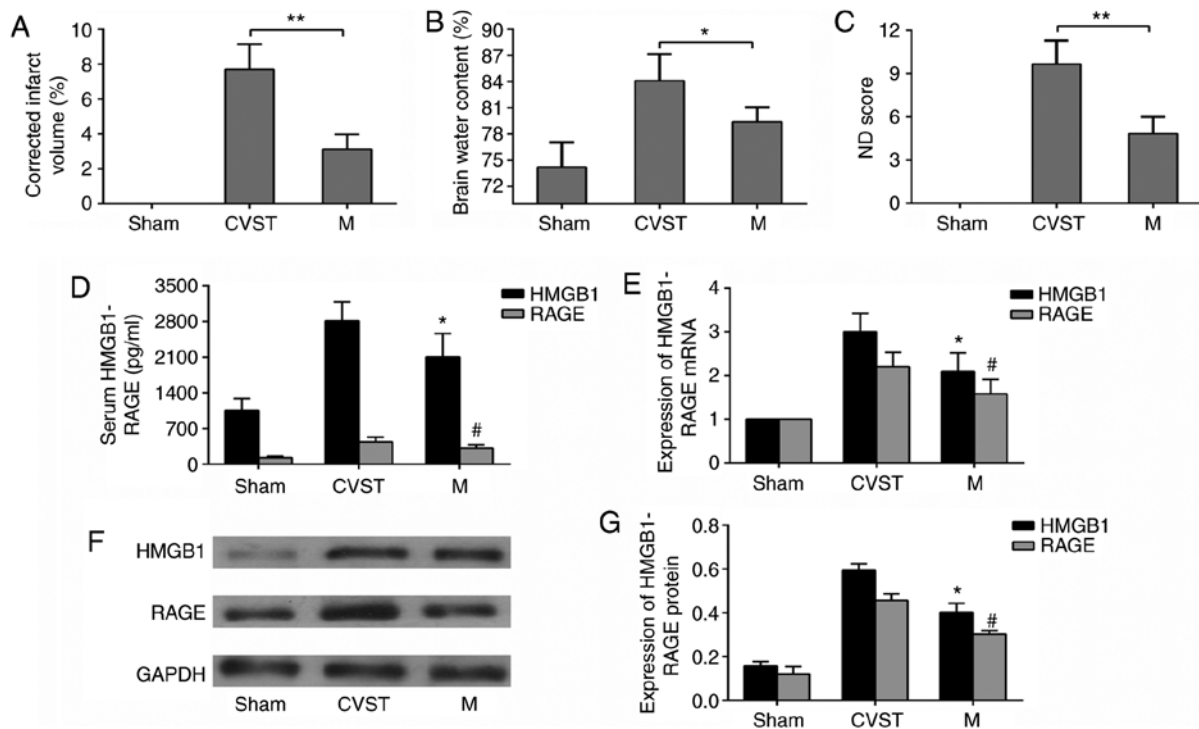 A
Corrected infarct
volume (%)
10
8
6
4
2
0
**
Sham CVST M
B
Brain water content (%)
90
87
84
81
78
75
72
*
Sham CVST M
C
ND score
15
12
9
6
3
0
**
Sham CVST M
D
Serum HMGB1-
RAGE (pg/ml)
3500
2800
2100
1400
700
0
HMGB1
RAGE
*
#
Sham CVST M
E
Expression of HMGB1-
RAGE mRNA
4
3
2
1
0
HMGB1
RAGE
*
#
Sham CVST M
F
HMGB1
RAGE
GAPDH
Sham CVST M
G
Expression of HMGB1-
RAGE protein
0.8
0.6
0.4
0.2
0.0
HMGB1
RAGE
*
#
Sham CVST M